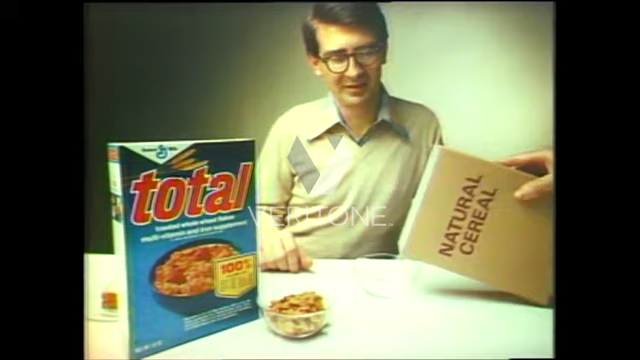 General Mills
total
toasted whole wheat flakes
multi-vitamin and iron supplement
100%
NATURAL
CEREAL
VERITONE